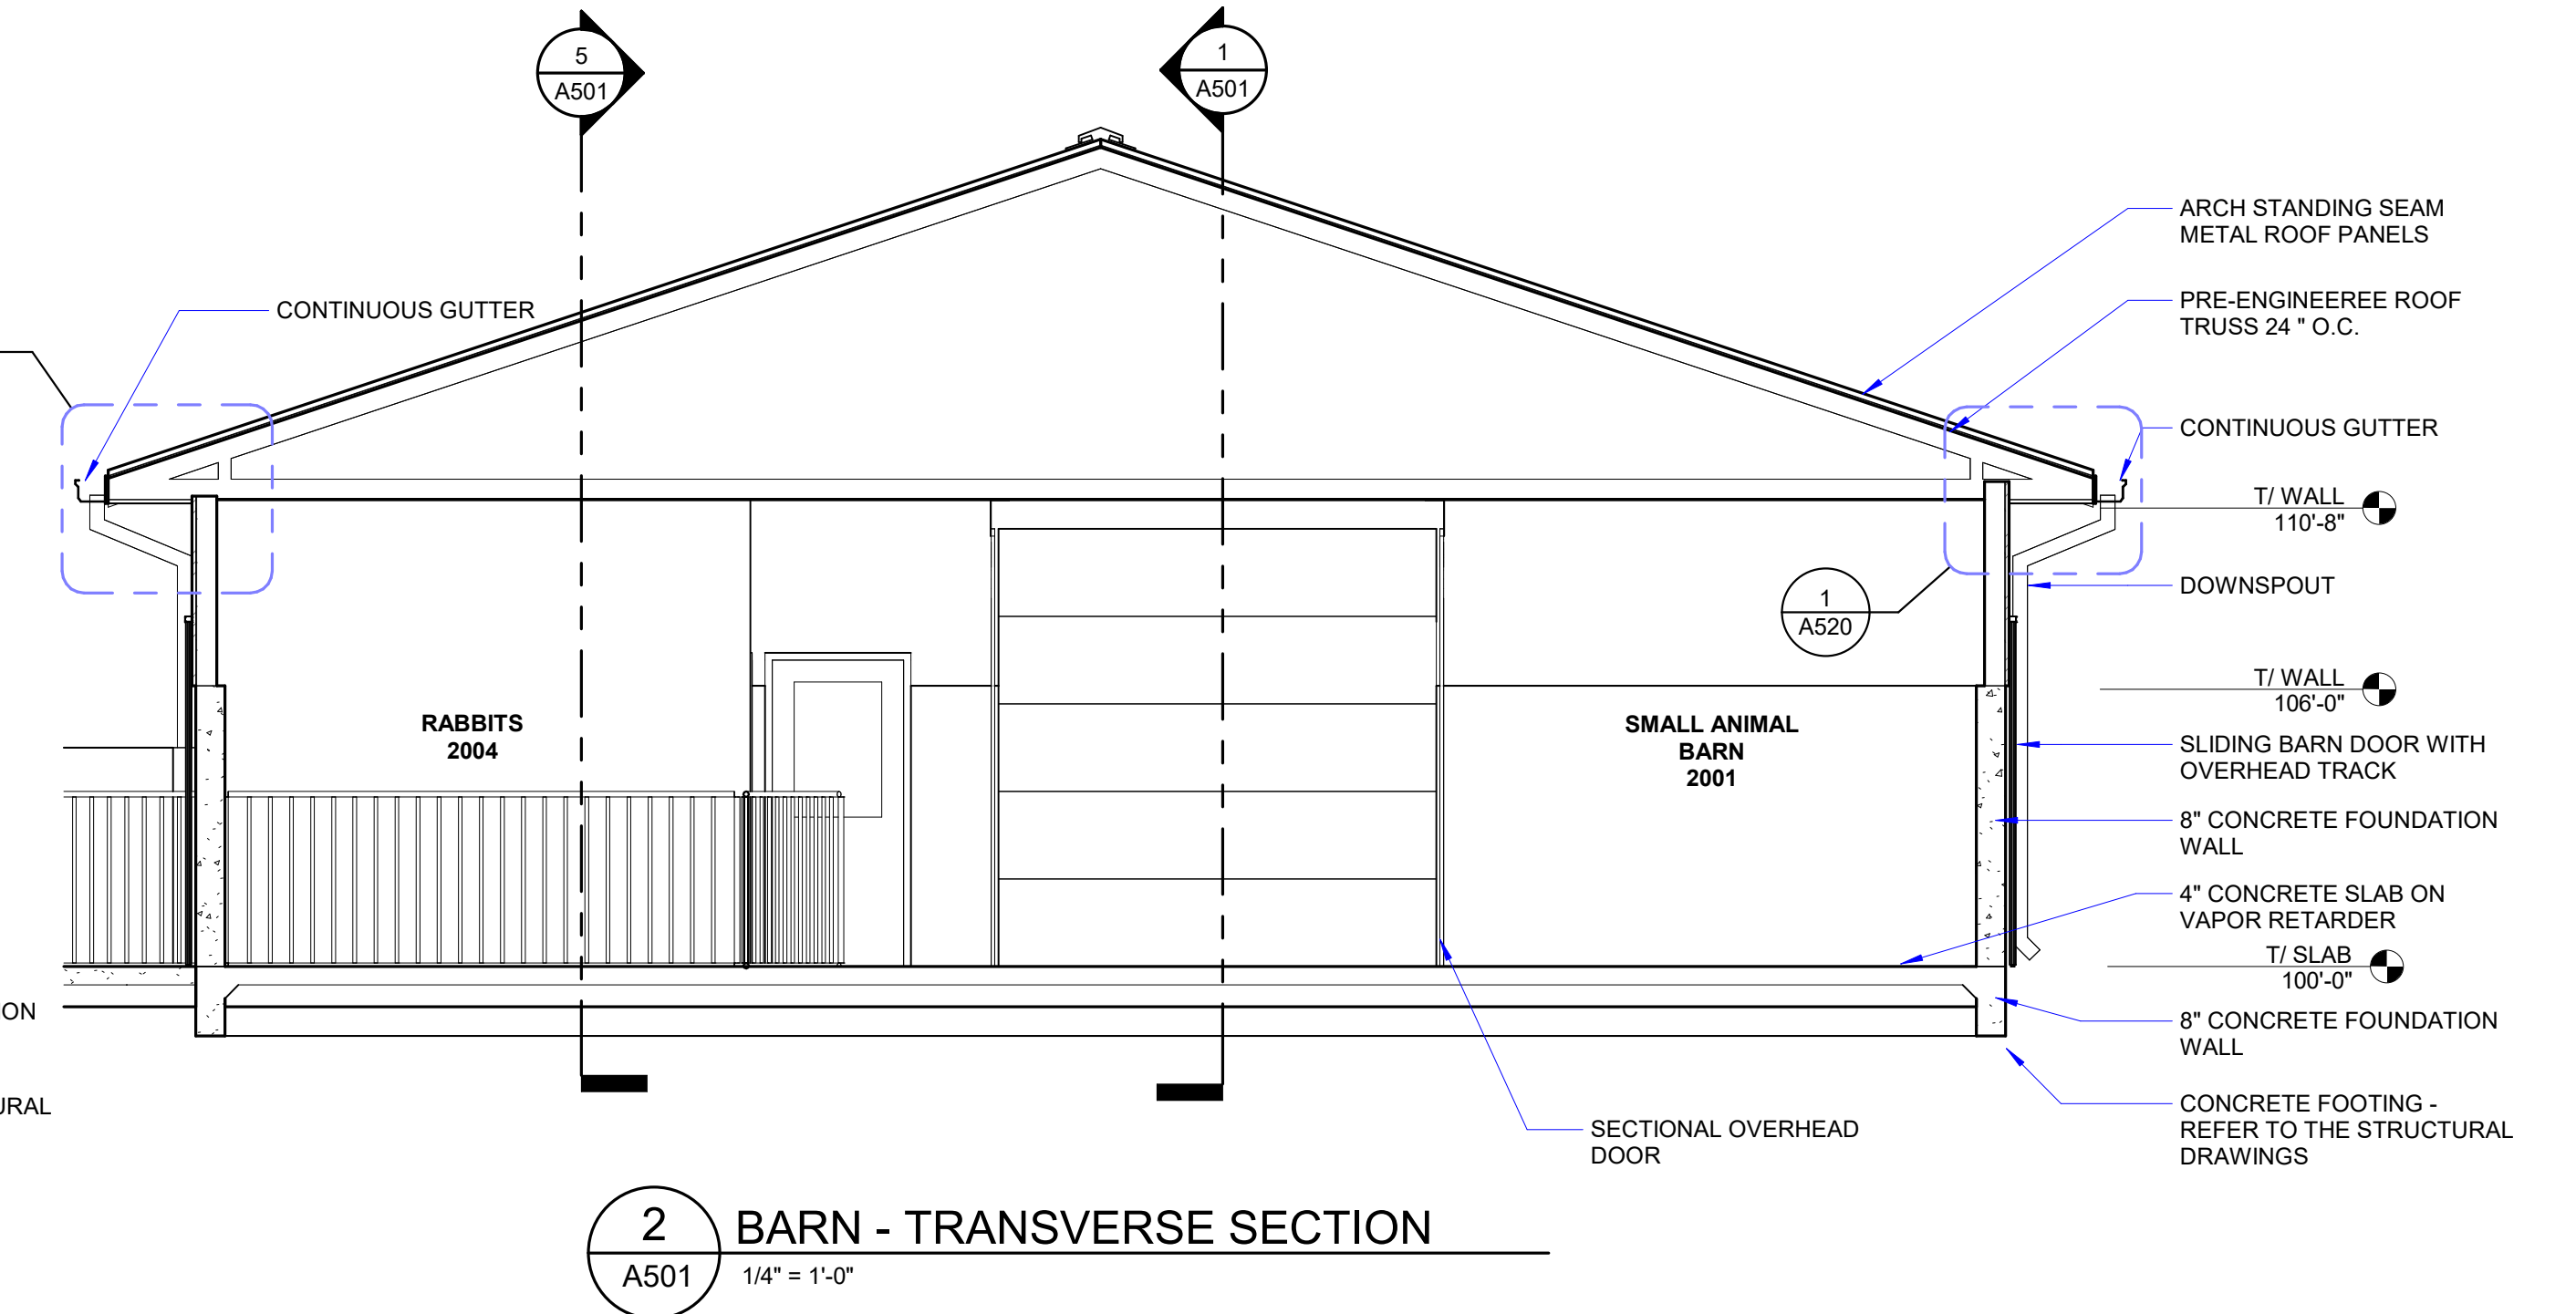 5
A501
1
A501
ARCH STANDING SEAM
METAL ROOF PANELS
CONTINUOUS GUTTER
PRE-ENGINEEREE ROOF
TRUSS 24 " O.C.
CONTINUOUS GUTTER
T/ WALL
110'-8"
DOWNSPOUT
1
A520
T/ WALL
106'-0"
RABBITS
2004
SMALL ANIMAL
BARN
2001
SLIDING BARN DOOR WITH
OVERHEAD TRACK
8" CONCRETE FOUNDATION
WALL
4" CONCRETE SLAB ON
VAPOR RETARDER
T/ SLAB
100'-0"
ON
8" CONCRETE FOUNDATION
WALL
URAL
CONCRETE FOOTING -
REFER TO THE STRUCTURAL
DRAWINGS
SECTIONAL OVERHEAD
DOOR
2
A501
BARN - TRANSVERSE SECTION
1/4" = 1'-0"